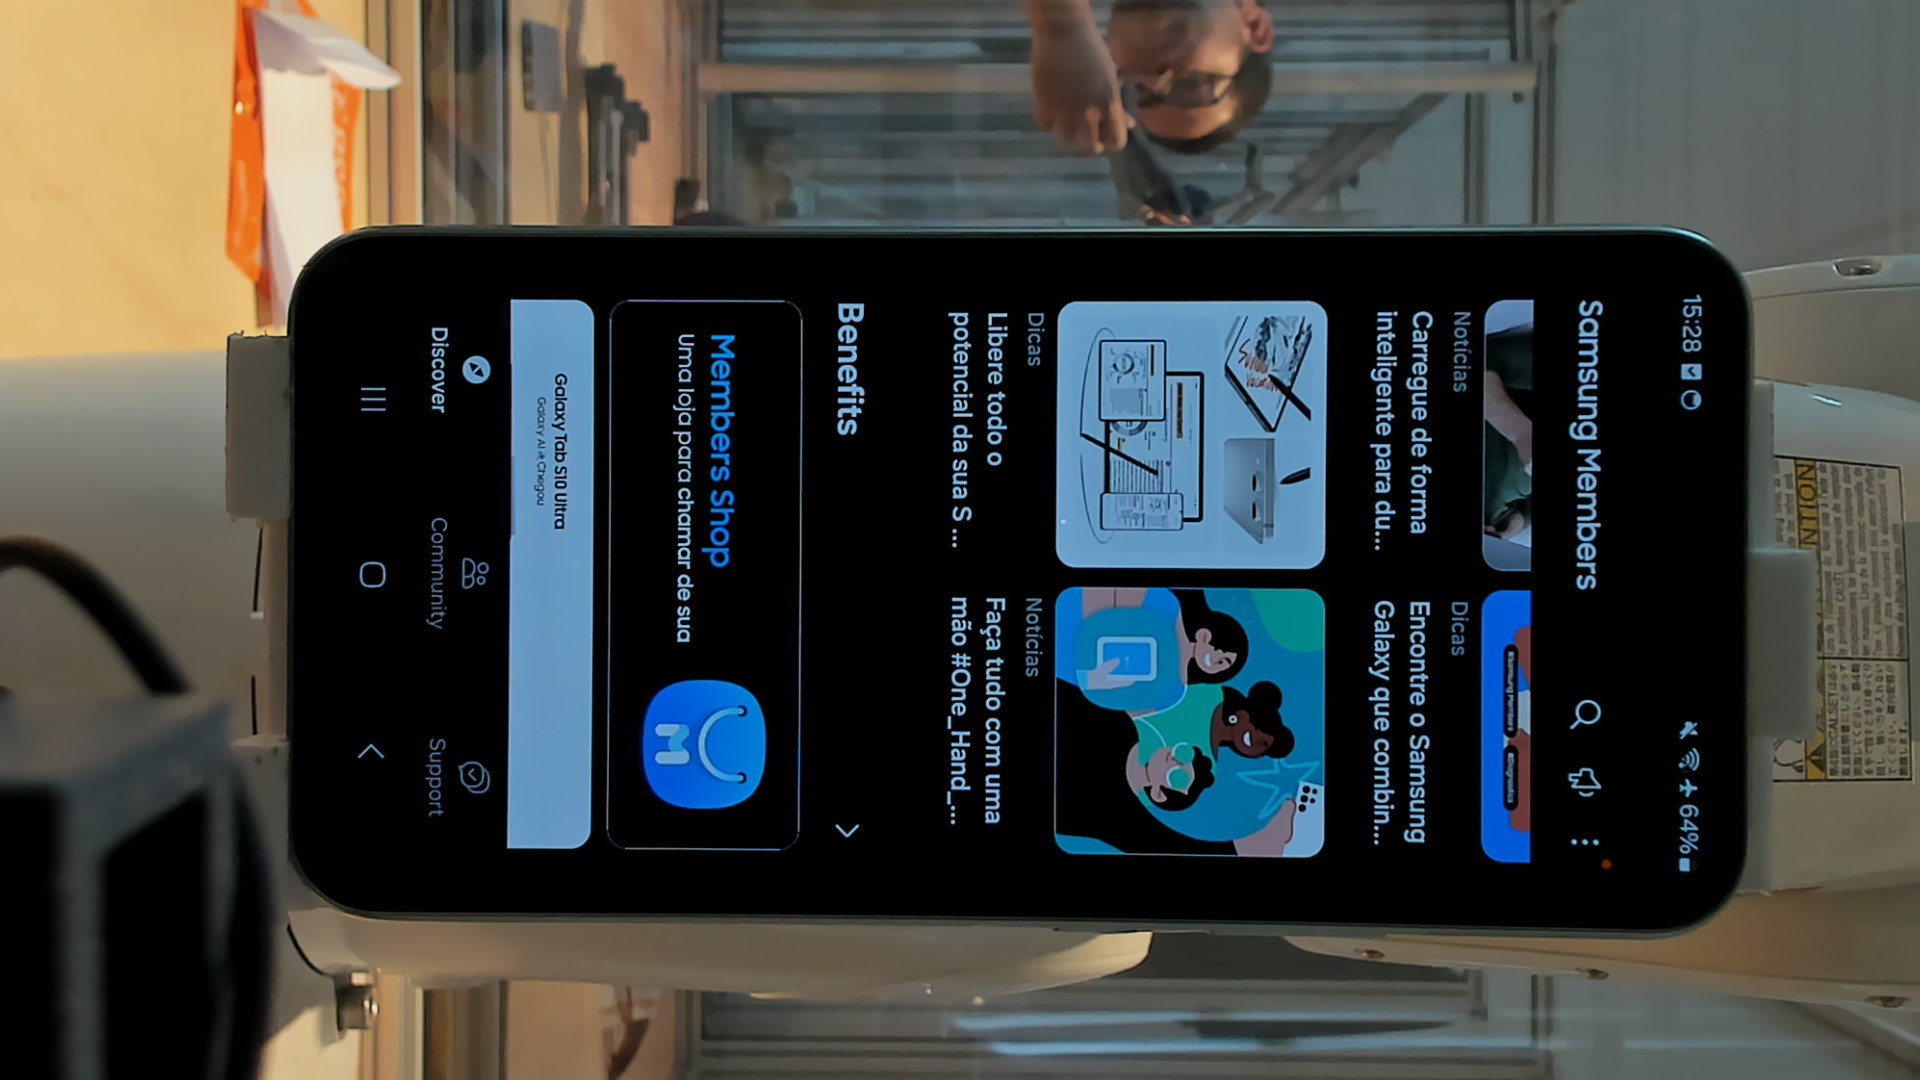 15:28
64%
Samsung Members
Notícias
Carregue de forma
inteligente para du...
Dicas
Encontre o Samsung
Galaxy que combin...
Dicas
Libere todo o
potencial da sua S ...
Notícias
Faça tudo com uma
mão #One_Hand_...
Benefits
Members Shop
Uma loja para chamar de sua
M
Galaxy Tab S10 Ultra
Galaxy AI is Chegou
Discover
Community
Support